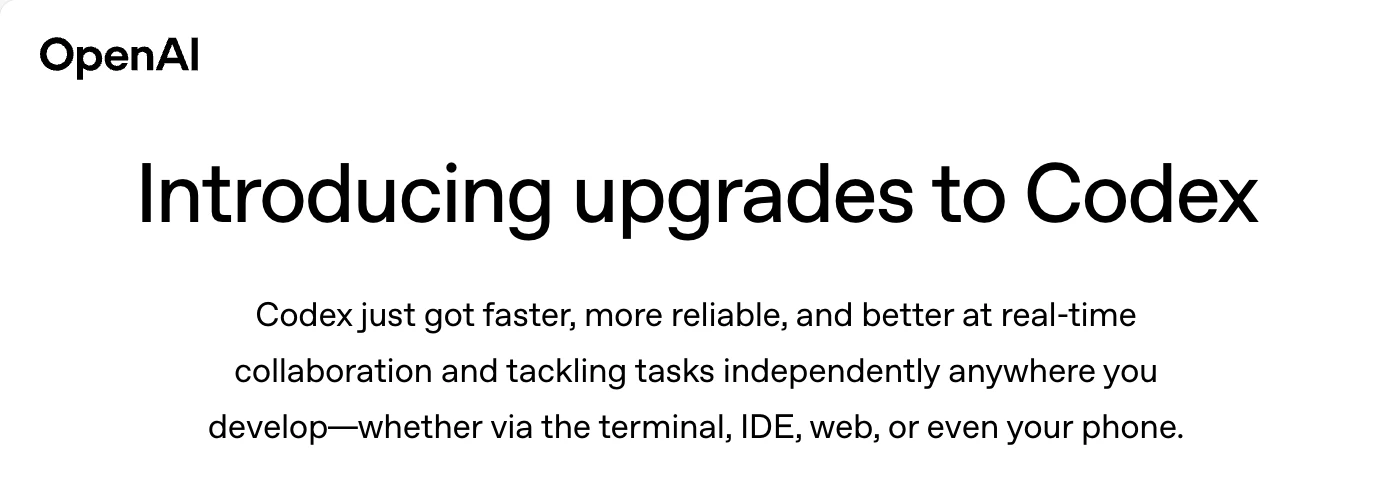 OpenAI
Introducing upgrades to Codex
Codex just got faster, more reliable, and better at real-time
collaboration and tackling tasks independently anywhere you
develop—whether via the terminal, IDE, web, or even your phone.